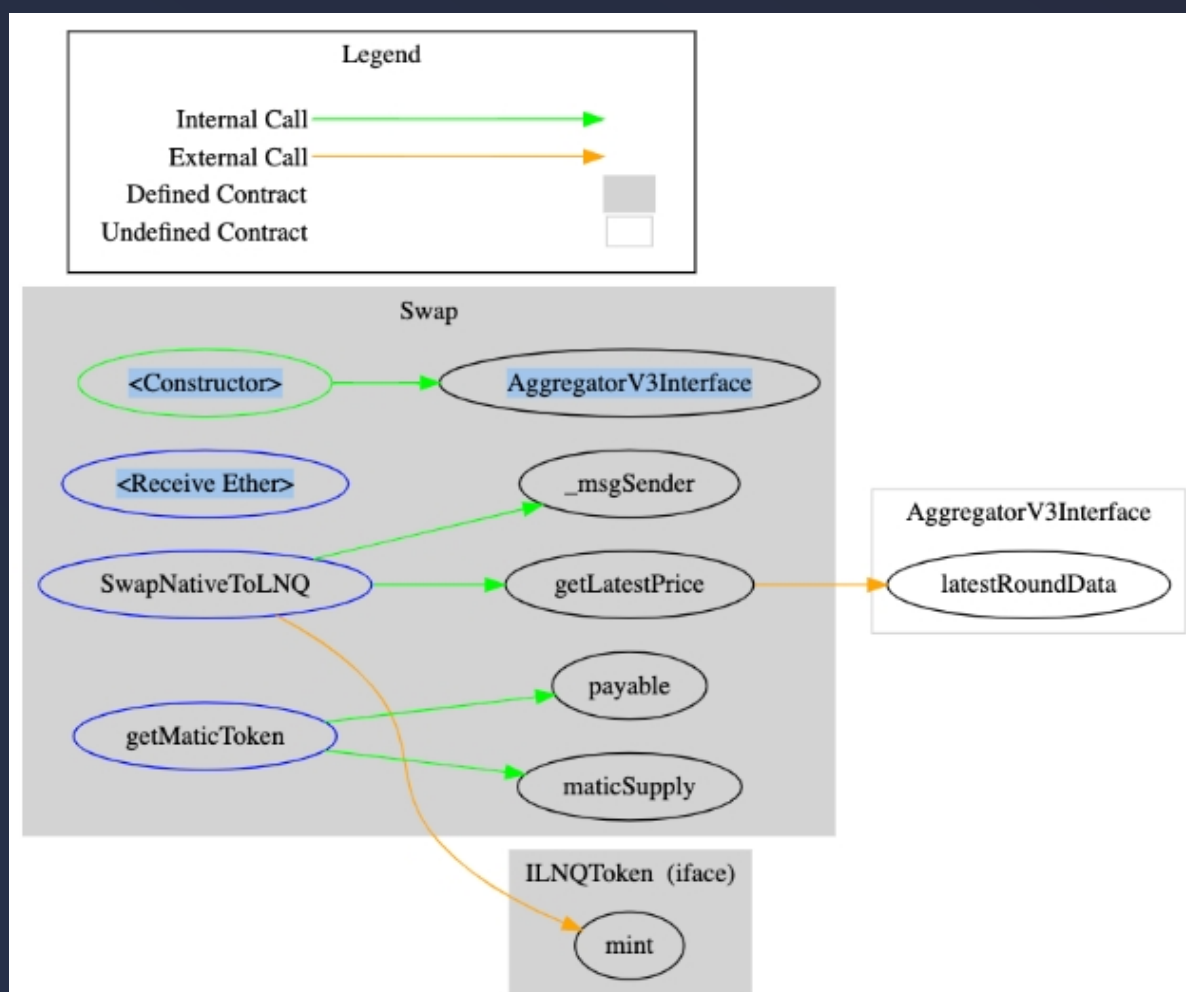 Legend
Internal Call
External Call
Defined Contract
Undefined Contract
Swap
<Constructor>
AggregatorV3Interface
<Receive Ether>
_msgSender
AggregatorV3Interface
SwapNativeToLNQ
getLatestPrice
latestRoundData
payable
getMaticToken
maticSupply
ILNQToken (iface)
mint